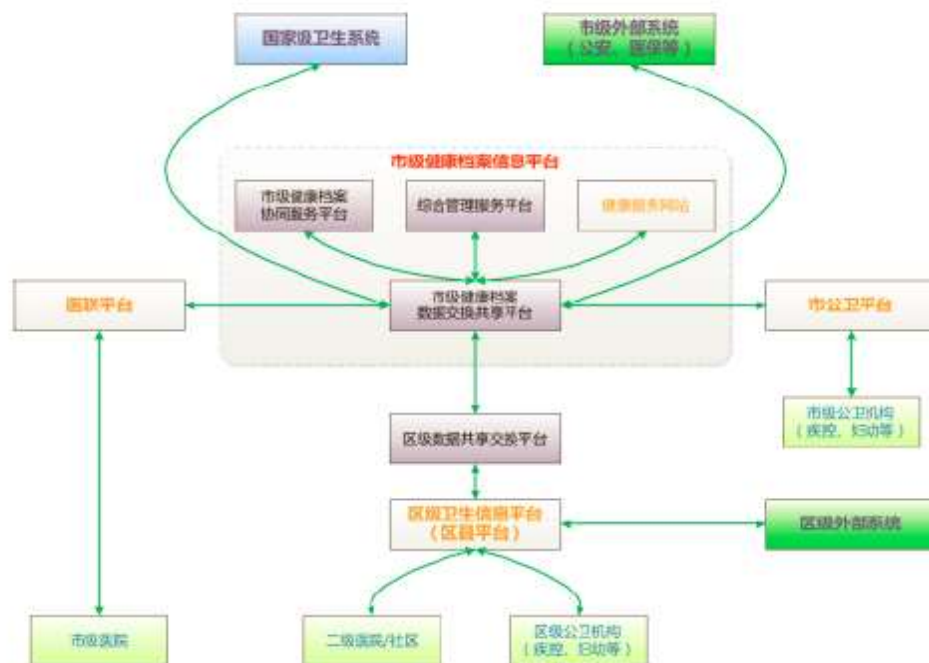 国家级卫生系统
市级外部系统
（公安、医保等）
市级健康档案信息平台
市级健康档案
协同服务平台
综合管理服务平台
健康服务网站
医联平台
市级健康档案
数据交换共享平台
市公卫平台
市级公卫机构
（疾控、妇幼等）
区级数据共享交换平台
区级卫生信息平台
（区县平台）
区级外部系统
市级医院
二级医院/社区
区级公卫机构
（疾控、妇幼等）